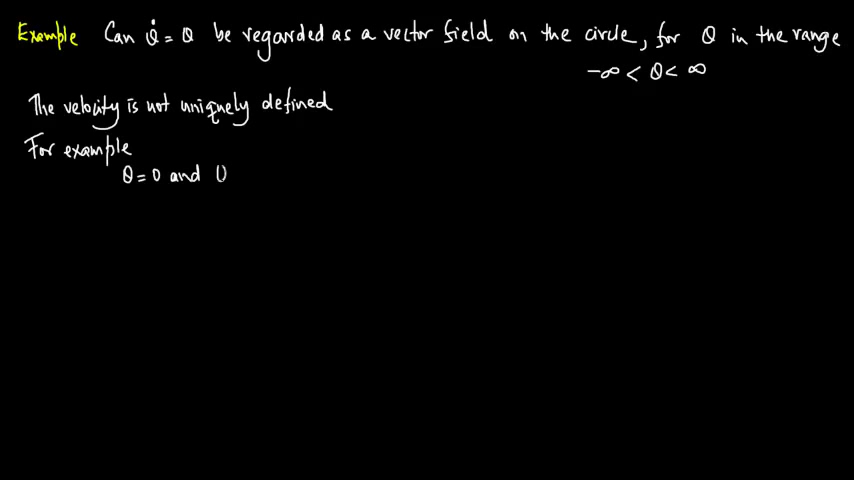 Example Can θ̇ = θ be regarded as a vector field on the circle, for θ in the range
-∞ < θ < ∞
The velocity is not uniquely defined
For example
θ = 0 and